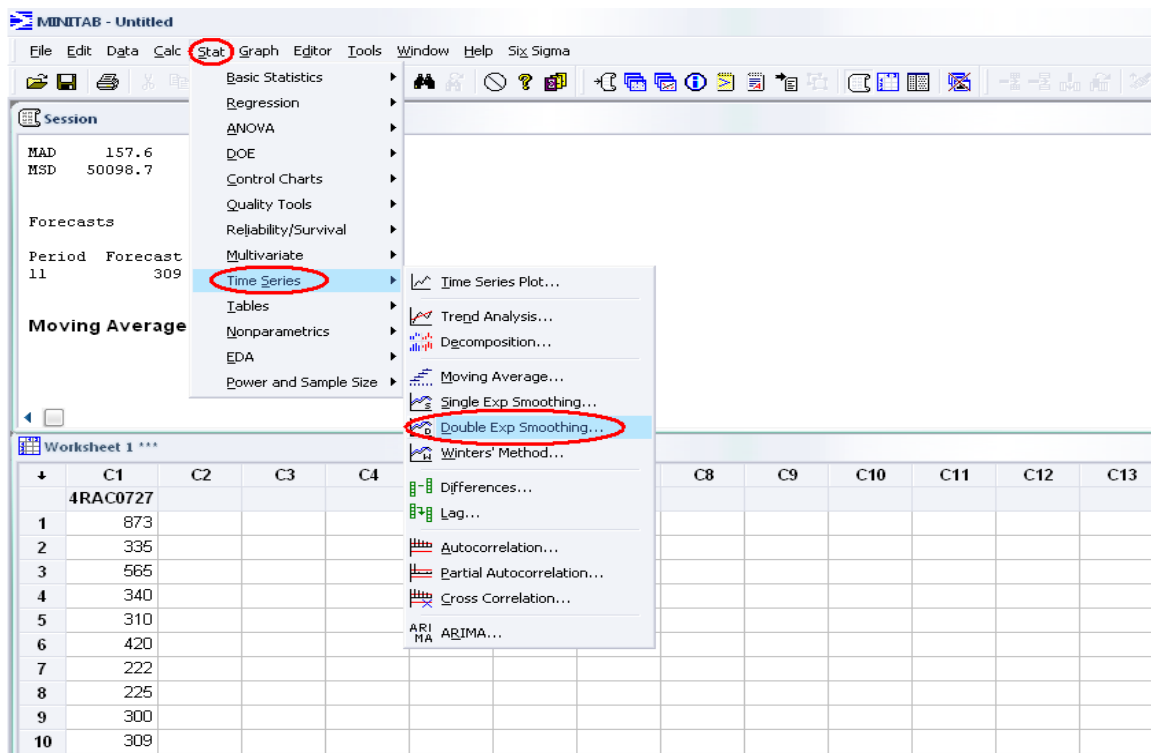 MINITAB - Untitled
File Edit Data Calc Stat Graph Editor Tools Window Help Six Sigma
Session
MAD 157.6
MSD 50098.7
Forecasts
Period Forecast
11 309
Moving Average
Basic Statistics
Regression
ANOVA
DOE
Control Charts
Quality Tools
Reliability/Survival
Multivariate
Time Series
Tables
Nonparametrics
EDA
Power and Sample Size
Time Series Plot...
Trend Analysis...
Decomposition...
Moving Average...
Single Exp Smoothing...
Double Exp Smoothing...
Winters' Method...
Differences...
Lag...
Autocorrelation...
Partial Autocorrelation...
Cross Correlation...
ARI MA ARIMA...
Worksheet 1 ***
C1 C2 C3 C4 C8 C9 C10 C11 C12 C13
4RAC0727
1 873
2 335
3 565
4 340
5 310
6 420
7 222
8 225
9 300
10 309